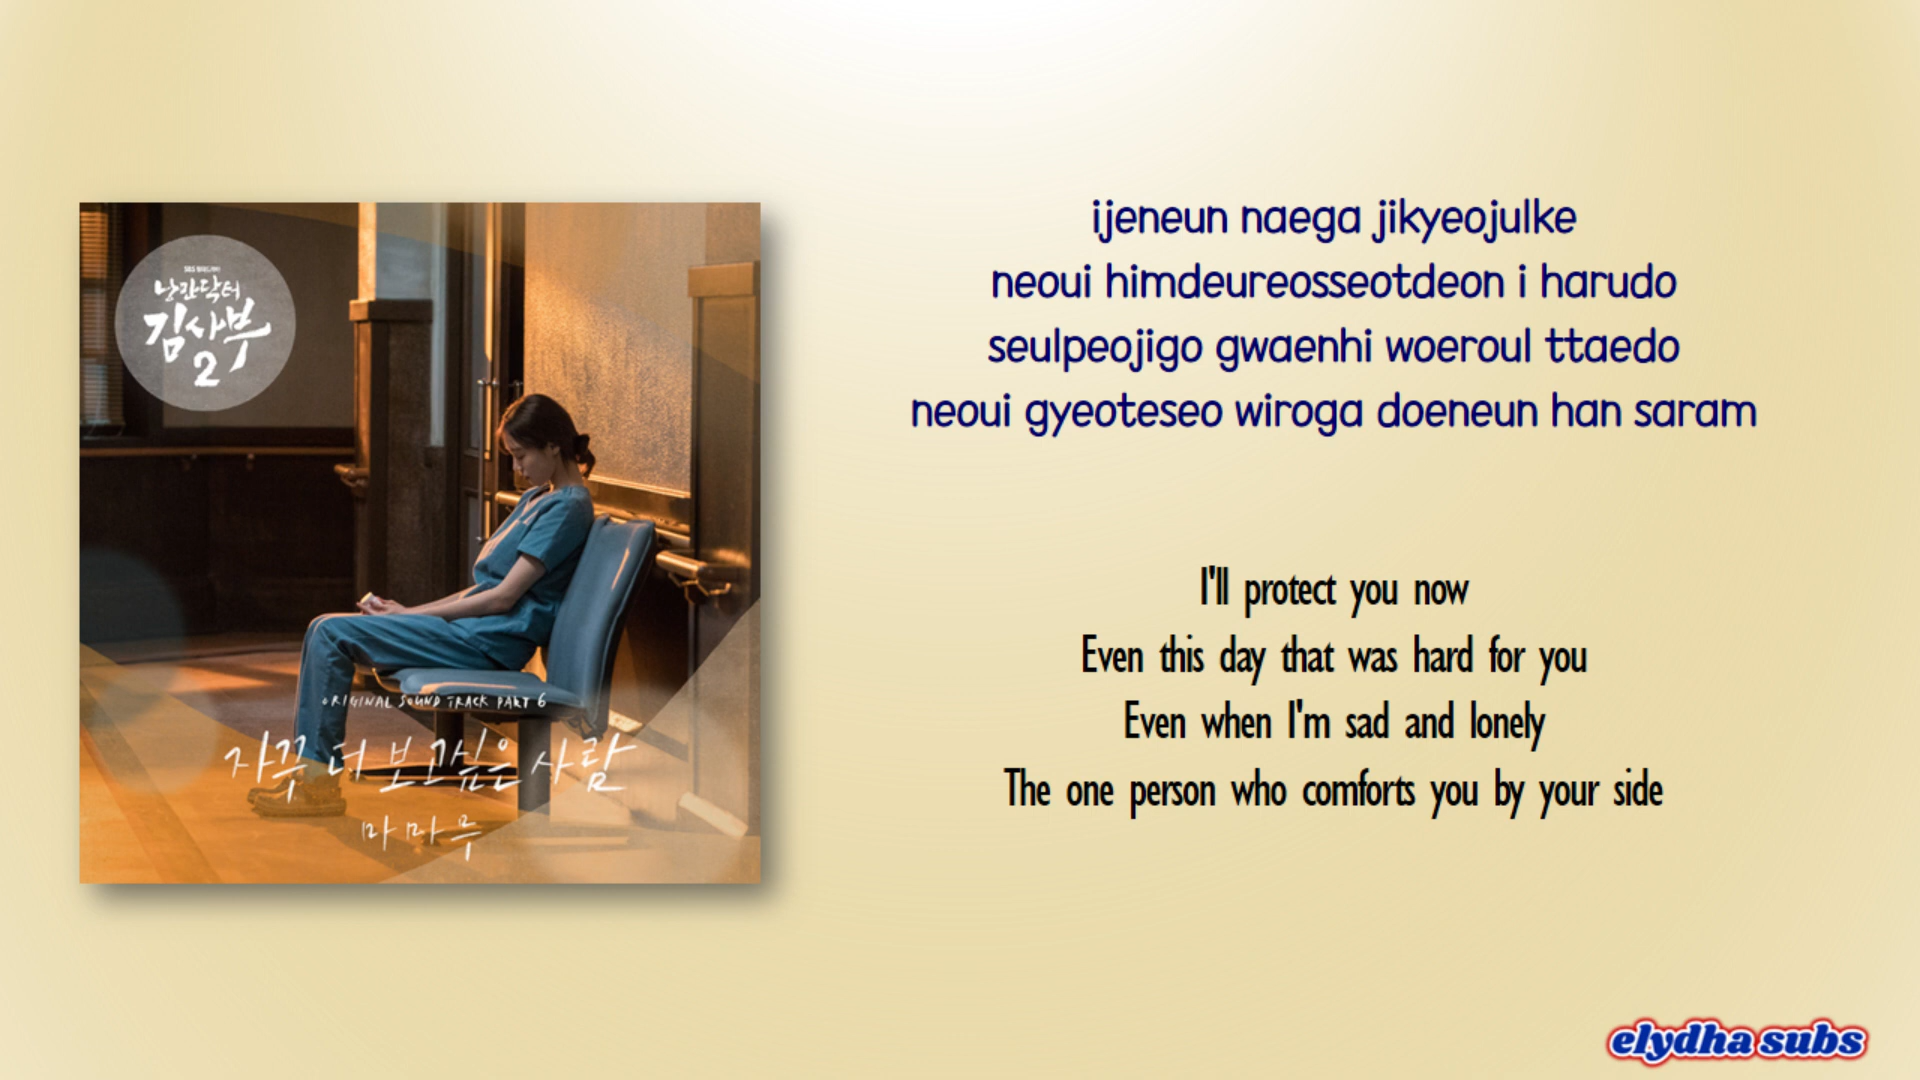 낭만닥터
김사부
2
ORIGINAL SOUND TRACK PART 6
자꾸 더 보고싶은 사람
마마무
ijeneun naega jikyeojulke
neoui himdeureosseotdeon i harudo
seulpeojigo gwaenhi woeroul ttaedo
neoui gyeoteseo wiroga doeneun han saram
I'll protect you now
Even this day that was hard for you
Even when I'm sad and lonely
The one person who comforts you by your side
elydha subs